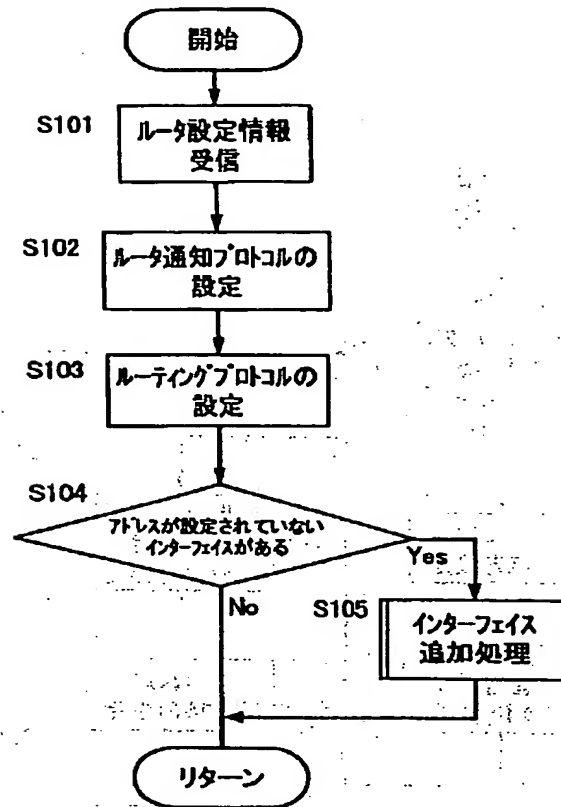 開始
S101
ルータ設定情報
受信
S102
ルータ通知プロトコルの
設定
S103
ルーティングプロトコルの
設定
S104
アドレスが設定されていない
インターフェイスがある
Yes
No
S105
インターフェイス
追加処理
リターン